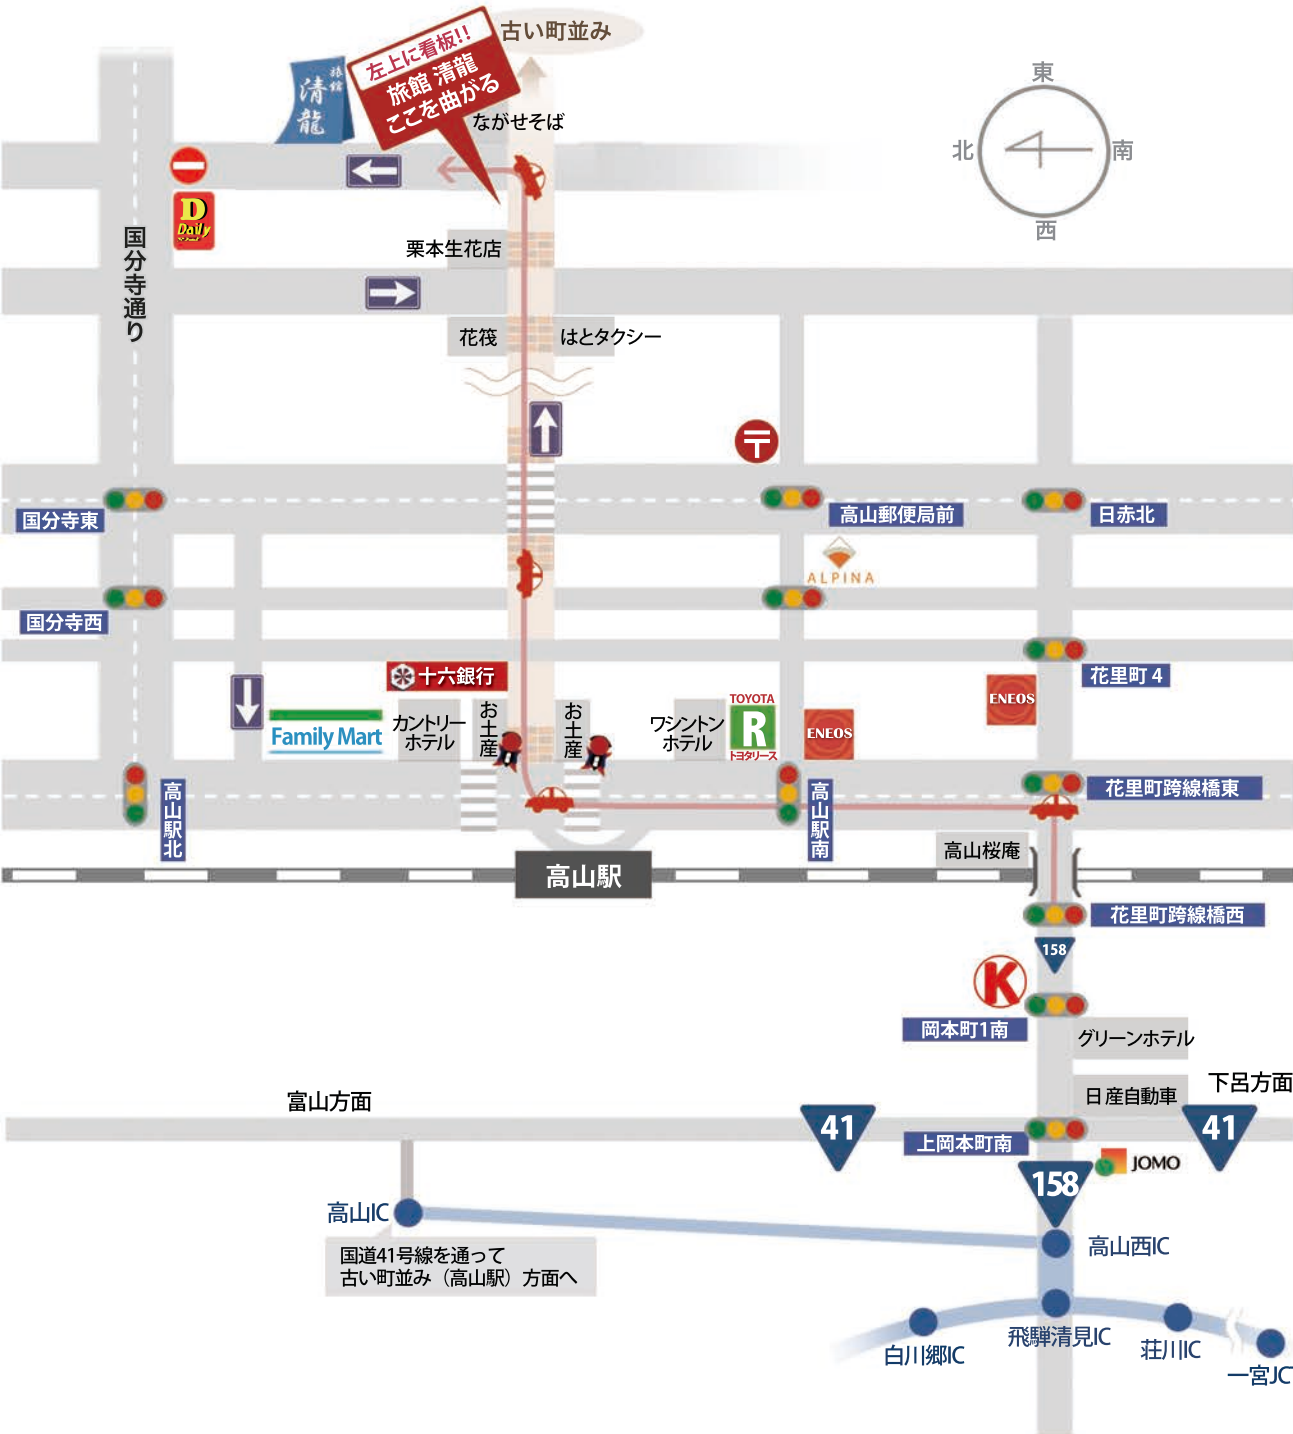 古い町並み
左上に看板!!
旅館 清龍
ここを曲がる
旅館
清龍
ながせそば
東
北
南
西
D
Daily
国分寺通り
栗本生花店
花筏
はとタクシー
〒
国分寺東
高山郵便局前
日赤北
ALPINA
国分寺西
花里町 4
十六銀行
ENEOS
Family Mart
カントリー
ホテル
お土産
お土産
ワシントン
ホテル
TOYOTA
R
トヨタリース
ENEOS
高山駅北
高山駅南
花里町跨線橋東
高山桜庵
高山駅
花里町跨線橋西
158
K
岡本町1南
グリーンホテル
下呂方面
日産自動車
富山方面
41
41
上岡本町南
JOMO
158
高山IC
高山西IC
国道41号線を通って
古い町並み（高山駅）方面へ
飛騨清見IC
白川郷IC
荘川IC
一宮JC